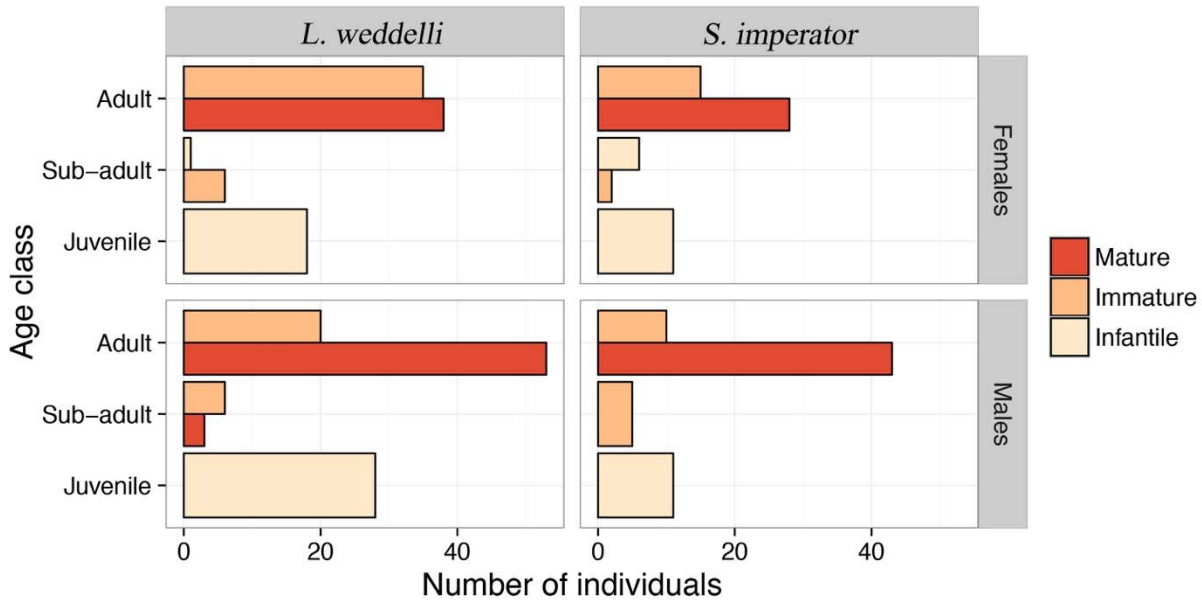 L. weddelli
S. imperator
Age class
Adult
Sub-adult
Juvenile
Females
Adult
Sub-adult
Juvenile
Males
0 20 40
0 20 40
Number of individuals
Mature
Immature
Infantile